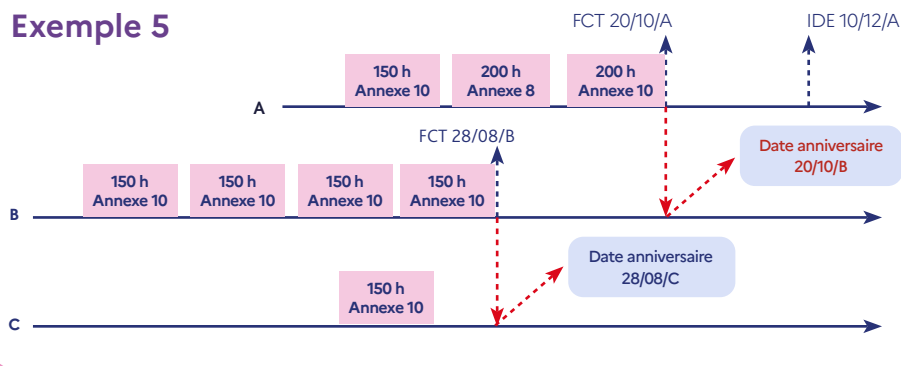 Exemple 5
FCT 20/10/A
IDE 10/12/A
150 h
Annexe 10
200 h
Annexe 8
200 h
Annexe 10
A
FCT 28/08/B
Date anniversaire
20/10/B
150 h
Annexe 10
150 h
Annexe 10
150 h
Annexe 10
150 h
Annexe 10
B
Date anniversaire
28/08/C
150 h
Annexe 10
C